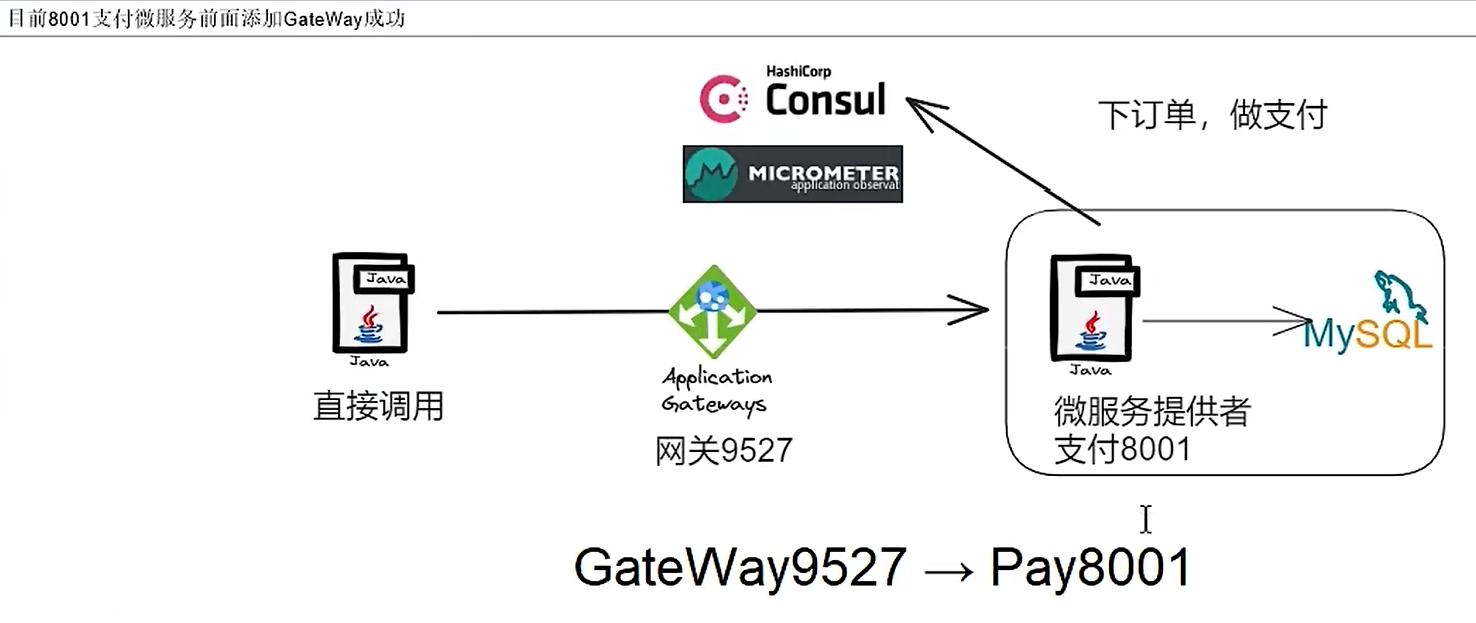 目前8001支付微服务前面添加GateWay成功
HashiCorp
Consul
下订单，做支付
MICROMETER
application observat
Java
Java
直接调用
Application
Gateways
网关9527
Java
Java
MySQL
微服务提供者
支付8001
GateWay9527 → Pay8001